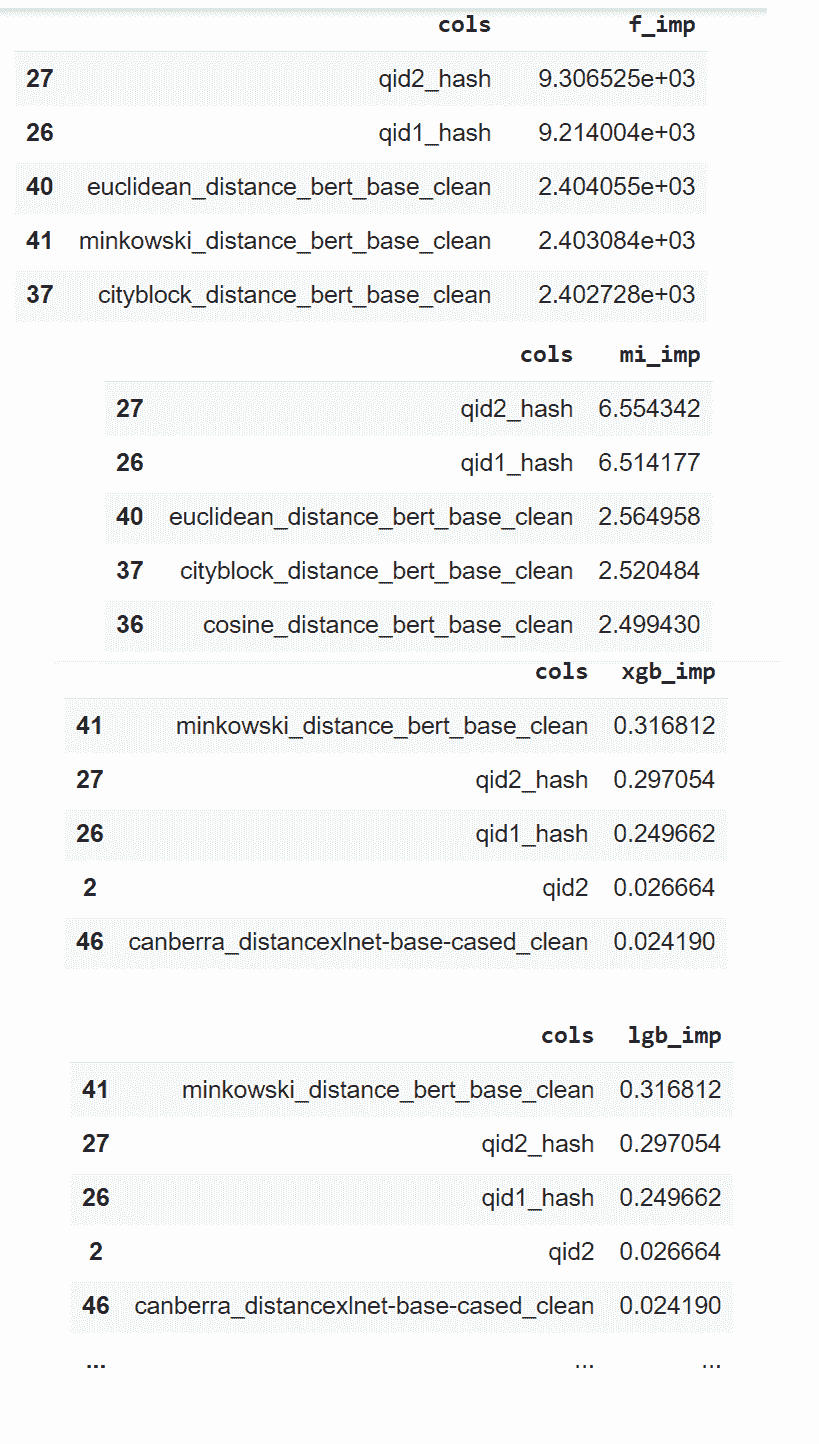 cols f_imp
27 qid2_hash 9.306525e+03
26 qid1_hash 9.214004e+03
40 euclidean_distance_bert_base_clean 2.404055e+03
41 minkowski_distance_bert_base_clean 2.403084e+03
37 cityblock_distance_bert_base_clean 2.402728e+03
cols mi_imp
27 qid2_hash 6.554342
26 qid1_hash 6.514177
40 euclidean_distance_bert_base_clean 2.564958
37 cityblock_distance_bert_base_clean 2.520484
36 cosine_distance_bert_base_clean 2.499430
cols xgb_imp
41 minkowski_distance_bert_base_clean 0.316812
27 qid2_hash 0.297054
26 qid1_hash 0.249662
2 qid2 0.026664
46 canberra_distancexlnet-base-cased_clean 0.024190
cols lgb_imp
41 minkowski_distance_bert_base_clean 0.316812
27 qid2_hash 0.297054
26 qid1_hash 0.249662
2 qid2 0.026664
46 canberra_distancexlnet-base-cased_clean 0.024190
... ... ...